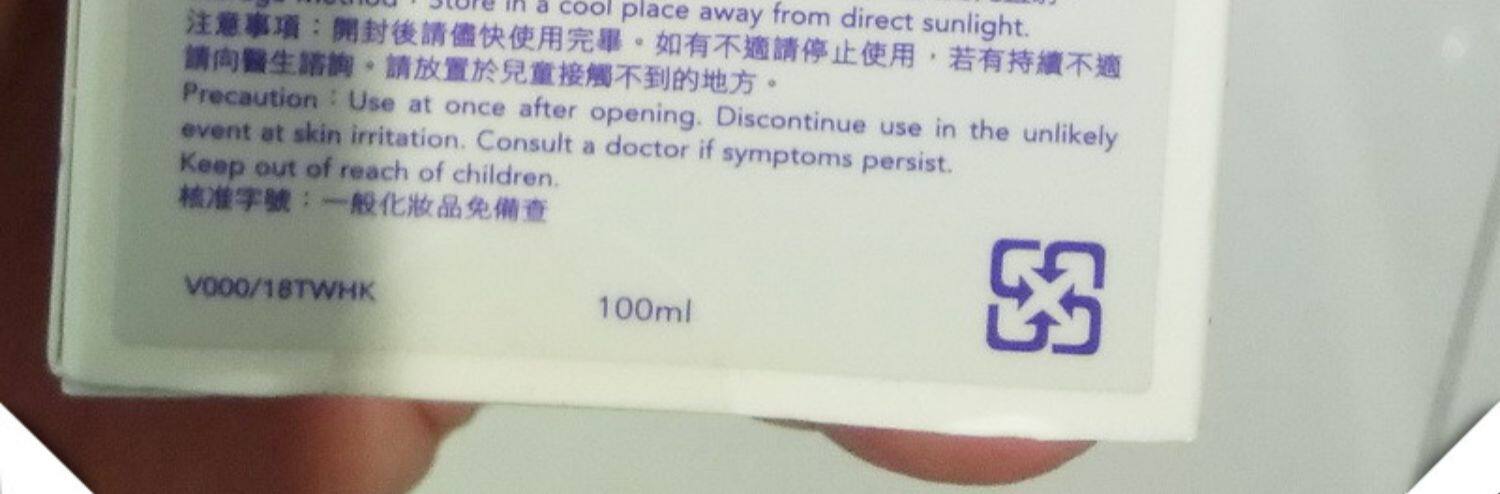 Store in a cool place away from direct sunlight.
注意事項：開封後請儘快使用完畢。如有不適請停止使用，若有持續不適
請向醫生諮詢。請放置於兒童接觸不到的地方。
Precaution：Use at once after opening. Discontinue use in the unlikely
event at skin irritation. Consult a doctor if symptoms persist.
Keep out of reach of children.
核准字號：一般化妝品免備查
V000/18TWHK
100ml